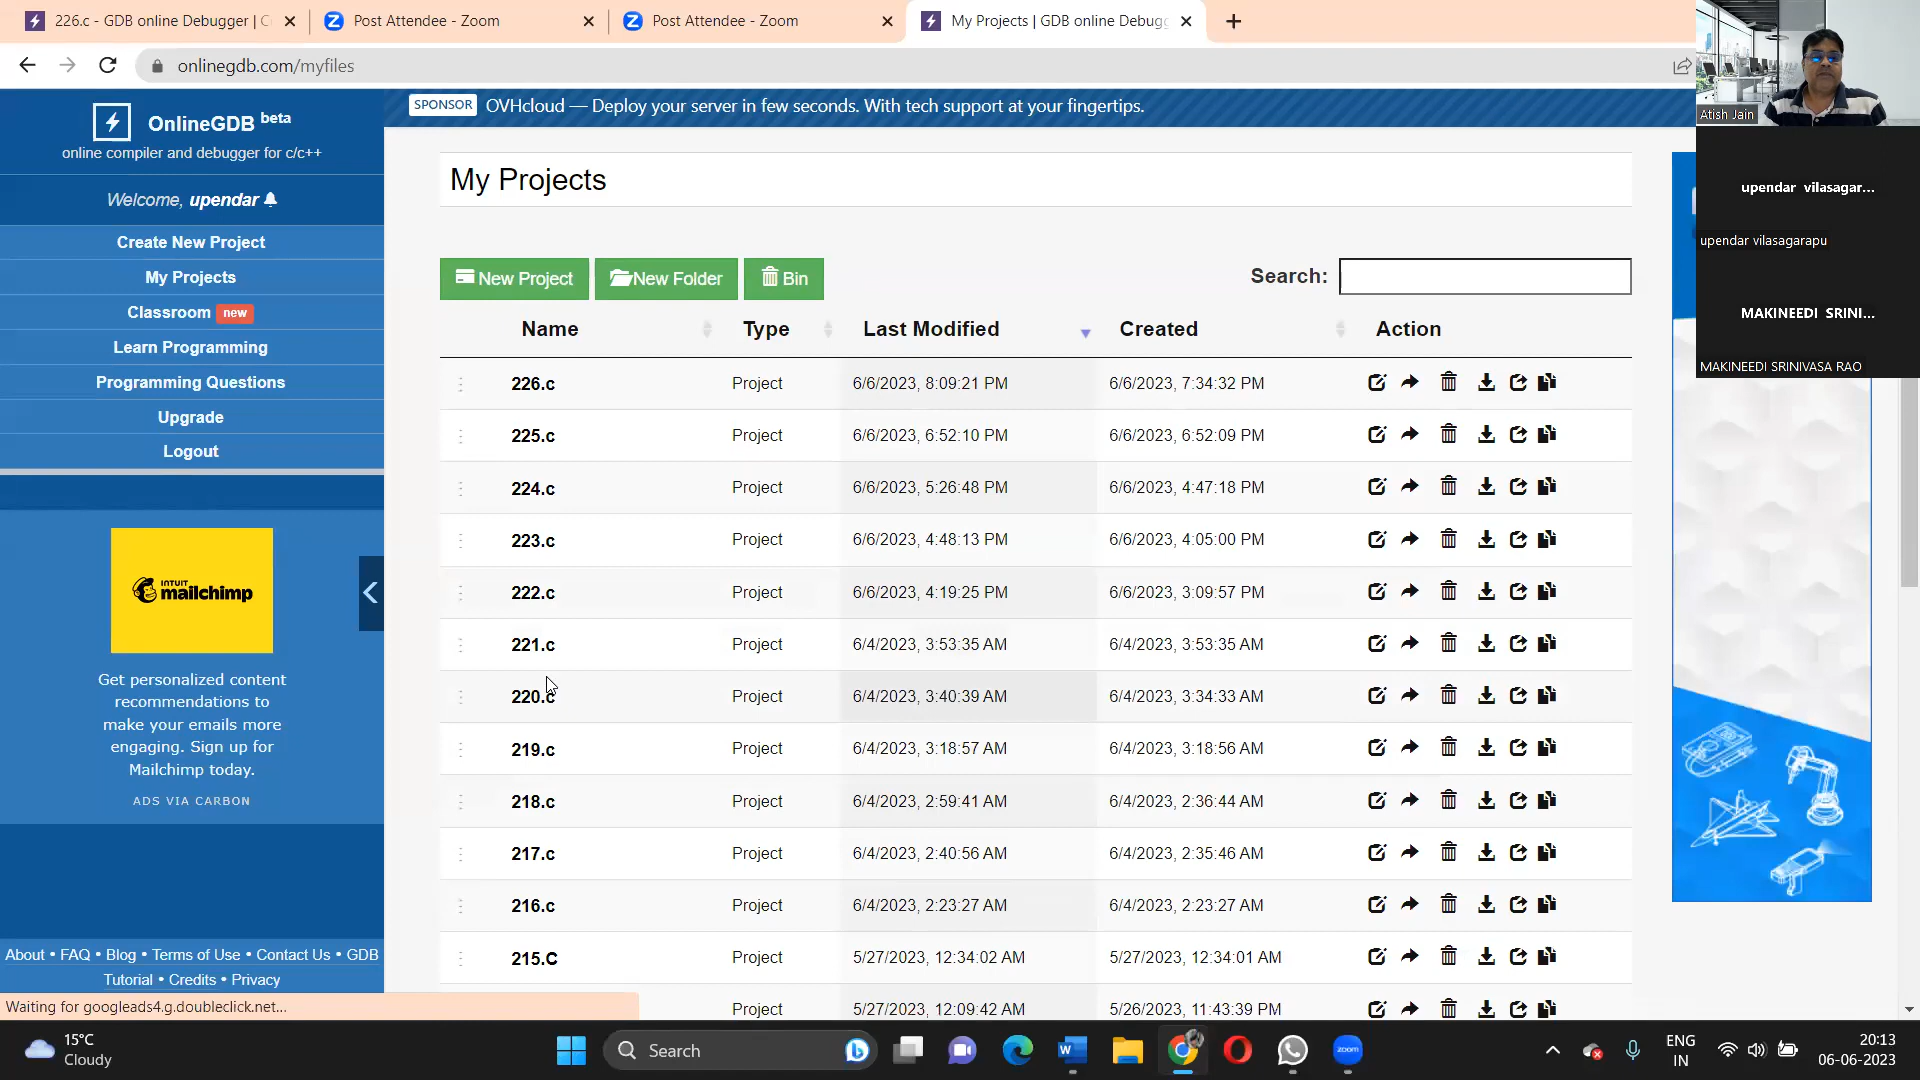 226.c - GDB online Debugger | C
Post Attendee - Zoom
Post Attendee - Zoom
My Projects | GDB online Debugg
onlinegdb.com/myfiles
OnlineGDB beta
online compiler and debugger for c/c++
Welcome, upendar
Create New Project
My Projects
Classroom new
Learn Programming
Programming Questions
Upgrade
Logout
INTUIT
mailchimp
Get personalized content
recommendations to
make your emails more
engaging. Sign up for
Mailchimp today.
ADS VIA CARBON
About • FAQ • Blog • Terms of Use • Contact Us • GDB
Tutorial • Credits • Privacy
Waiting for googleads4.g.doubleclick.net...
SPONSOR OVHcloud — Deploy your server in few seconds. With tech support at your fingertips.
My Projects
New Project New Folder Bin Search:
Name Type Last Modified Created Action
226.c Project 6/6/2023, 8:09:21 PM 6/6/2023, 7:34:32 PM
225.c Project 6/6/2023, 6:52:10 PM 6/6/2023, 6:52:09 PM
224.c Project 6/6/2023, 5:26:48 PM 6/6/2023, 4:47:18 PM
223.c Project 6/6/2023, 4:48:13 PM 6/6/2023, 4:05:00 PM
222.c Project 6/6/2023, 4:19:25 PM 6/6/2023, 3:09:57 PM
221.c Project 6/4/2023, 3:53:35 AM 6/4/2023, 3:53:35 AM
220.c Project 6/4/2023, 3:40:39 AM 6/4/2023, 3:34:33 AM
219.c Project 6/4/2023, 3:18:57 AM 6/4/2023, 3:18:56 AM
218.c Project 6/4/2023, 2:59:41 AM 6/4/2023, 2:36:44 AM
217.c Project 6/4/2023, 2:40:56 AM 6/4/2023, 2:35:46 AM
216.c Project 6/4/2023, 2:23:27 AM 6/4/2023, 2:23:27 AM
215.C Project 5/27/2023, 12:34:02 AM 5/27/2023, 12:34:01 AM
Project 5/27/2023, 12:09:42 AM 5/26/2023, 11:43:39 PM
Atish Jain
upendar vilasagar...
upendar vilasagarapu
MAKINEEDI SRINI...
MAKINEEDI SRINIVASA RAO
15°C
Cloudy
Search
zoom
ENG
IN
20:13
06-06-2023